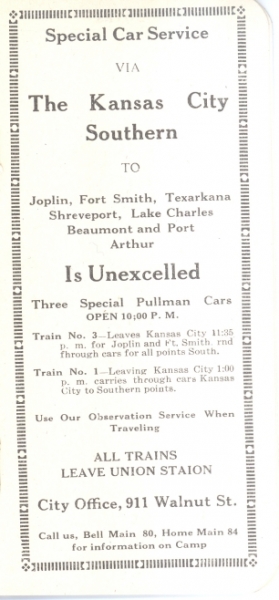 Special Car Service
VIA
The Kansas City
Southern
TO
Joplin, Fort Smith, Texarkana
Shreveport, Lake Charles
Beaumont and Port
Arthur
Is Unexcelled
Three Special Pullman Cars
OPEN 10;00 P. M.
Train No. 3—Leaves Kansas City 11:35
p. m. for Joplin and Ft. Smith. rnd
fhrough cars for all points South.
Train No. 1—Leaving Kansas City 1:00
p. m. carries through cars Kansas
City to Southern points.
Use Our Observation Service When
Traveling
ALL TRAINS
LEAVE UNION STAION
City Office, 911 Walnut St.
Call us, Bell Main 80, Home Main 84
for information on Camp